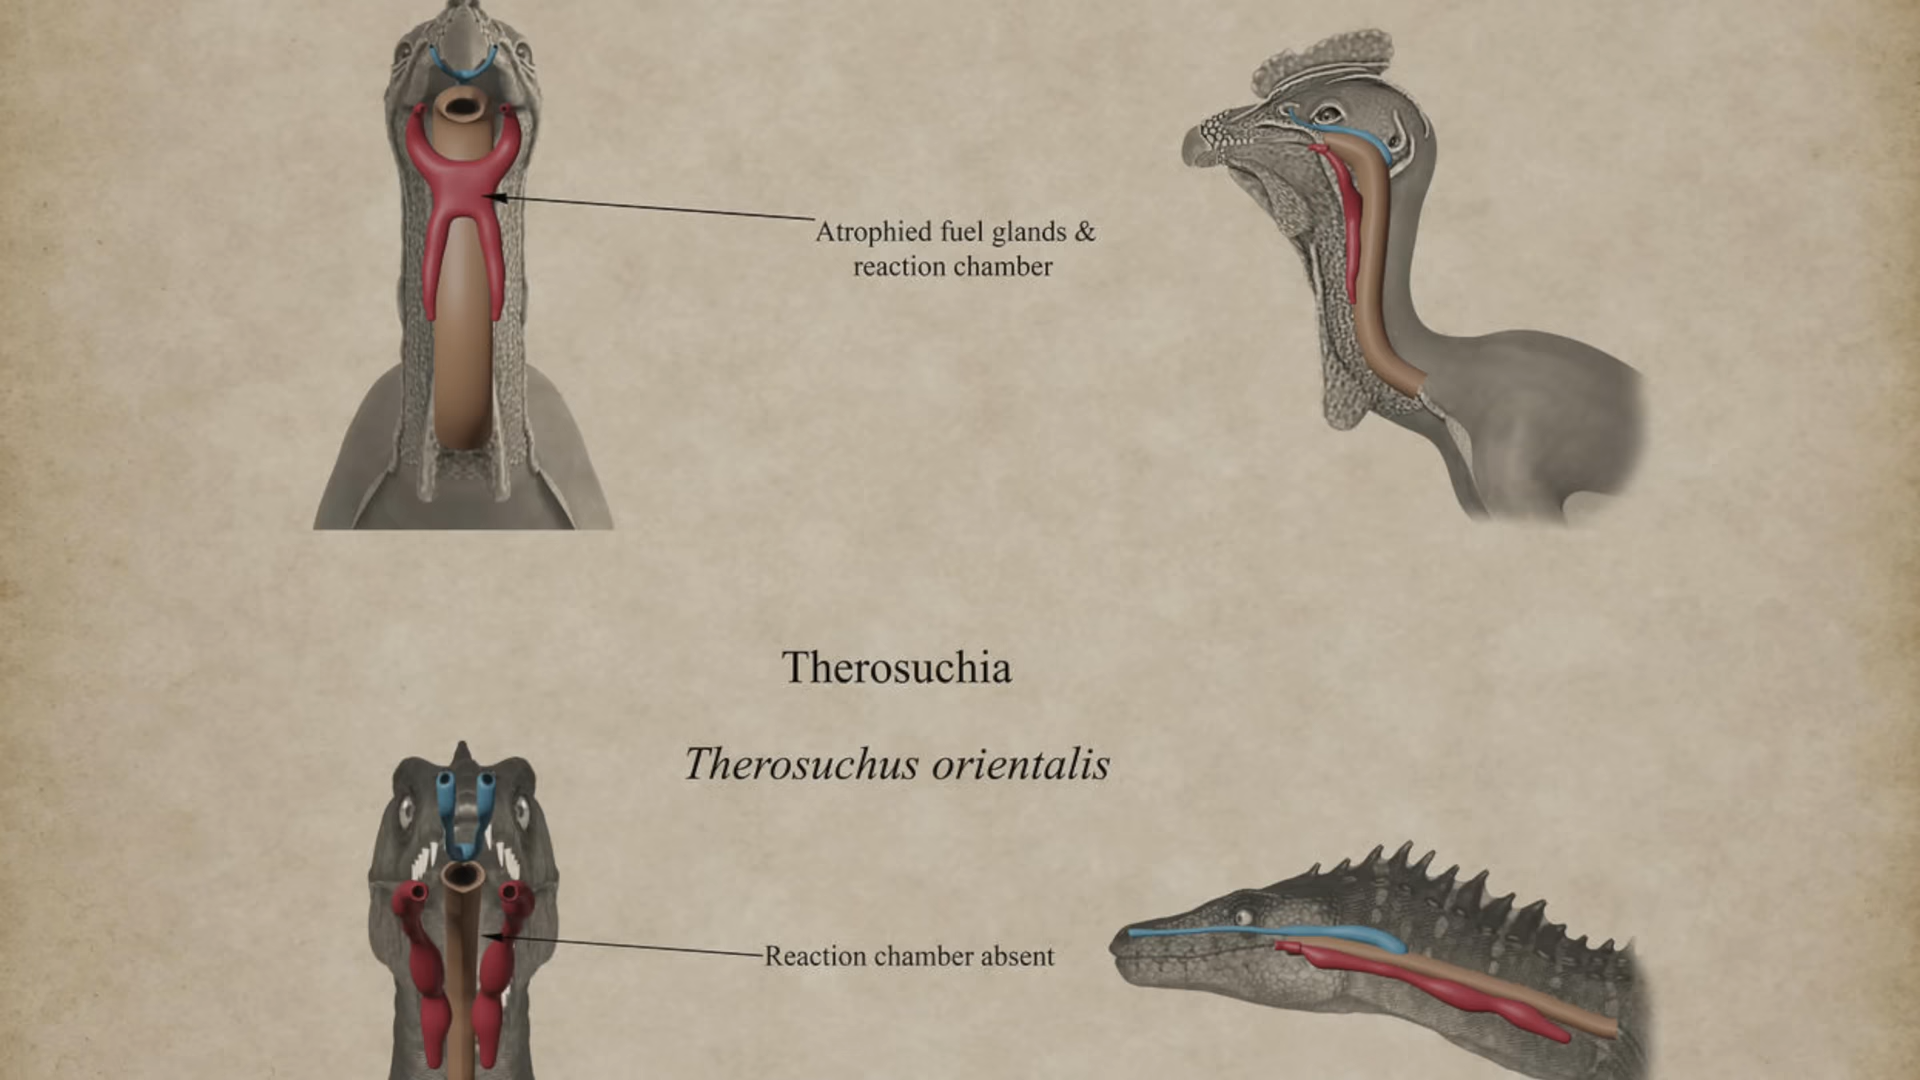 Atrophied fuel glands &
reaction chamber
Therosuchia
Therosuchus orientalis
Reaction chamber absent